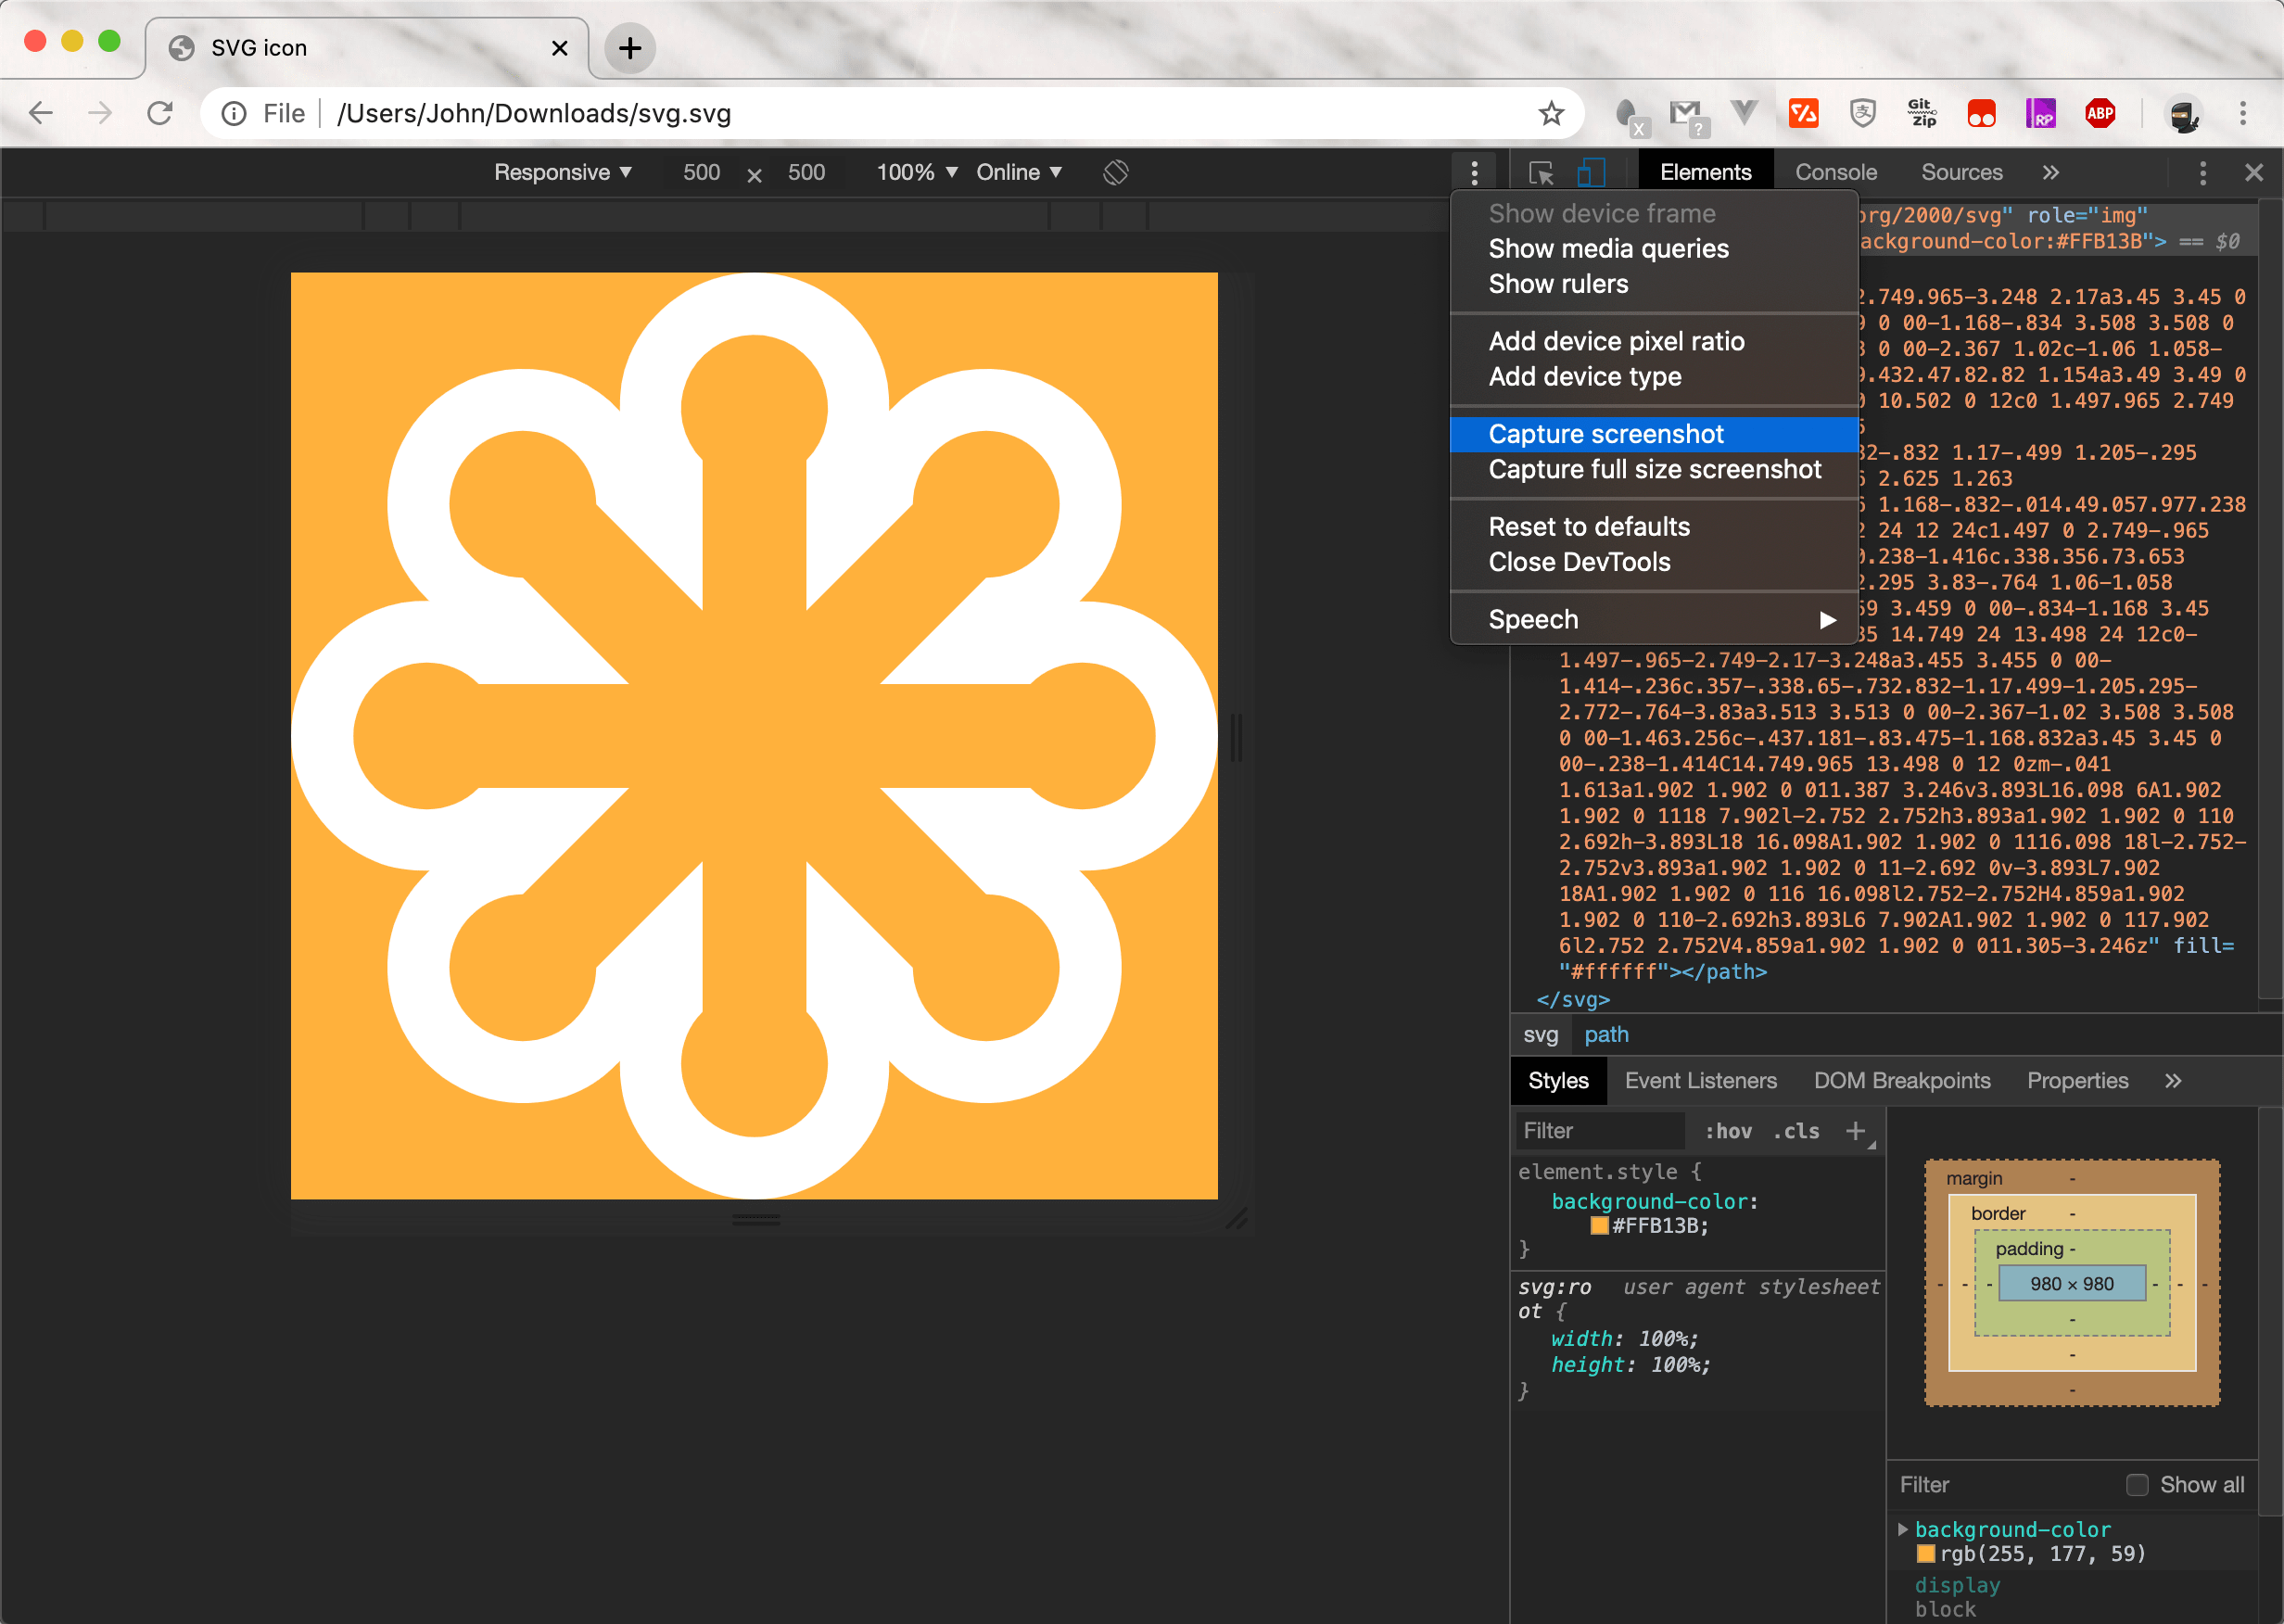 SVG icon
File
/Users/John/Downloads/svg.svg
x
?
Git
Zip
RP
ABP
Responsive ▼
500 × 500
100% ▼
Online ▼
Elements
Console
Sources
»
Show device frame
Show media queries
Show rulers
Add device pixel ratio
Add device type
Capture screenshot
Capture full size screenshot
Reset to defaults
Close DevTools
Speech
org/2000/svg" role="img"
ackground-color:#FFB13B"> == $0
.749.965-3.248 2.17a3.45 3.45 0
0 00-1.168-.834 3.508 3.508 0
0 00-2.367 1.02c-1.06 1.058-
.432.47.82.82 1.154a3.49 3.49 0
10.502 0 12c0 1.497.965 2.749
32-.832 1.17-.499 1.205-.295
2.625 1.263
1.168-.832-.014.49.057.977.238
24 12 24c1.497 0 2.749-.965
.238-1.416c.338.356.73.653
.295 3.83-.764 1.06-1.058
59 3.459 0 00-.834-1.168 3.45
35 14.749 24 13.498 24 12c0-
1.497-.965-2.749-2.17-3.248a3.455 3.455 0 00-
1.414-.236c.357-.338.65-.732.832-1.17.499-1.205.295-
2.772-.764-3.83a3.513 3.513 0 00-2.367-1.02 3.508 3.508
0 00-1.463.256c-.437.181-.83.475-1.168.832a3.45 3.45 0
00-.238-1.414C14.749.965 13.498 0 12 0zm-.041
1.613a1.902 1.902 0 011.387 3.246v3.893L16.098 6A1.902
1.902 0 1118 7.902l-2.752 2.752h3.893a1.902 1.902 0 110
2.692h-3.893L18 16.098A1.902 1.902 0 1116.098 18l-2.752-
2.752v3.893a1.902 1.902 0 11-2.692 0v-3.893L7.902
18A1.902 1.902 0 116 16.098l2.752-2.752H4.859a1.902
1.902 0 110-2.692h3.893L6 7.902A1.902 1.902 0 117.902
6l2.752 2.752V4.859a1.902 1.902 0 011.305-3.246z" fill=
"#ffffff"></path>
</svg>
svg
path
Styles
Event Listeners
DOM Breakpoints
Properties
»
Filter
:hov .cls +
element.style {
background-color:
#FFB13B;
}
svg:ro user agent stylesheet
ot {
width: 100%;
height: 100%;
}
margin -
border -
padding -
- - - 980 × 980 - - -
-
-
-
Filter
Show all
background-color
rgb(255, 177, 59)
display
block